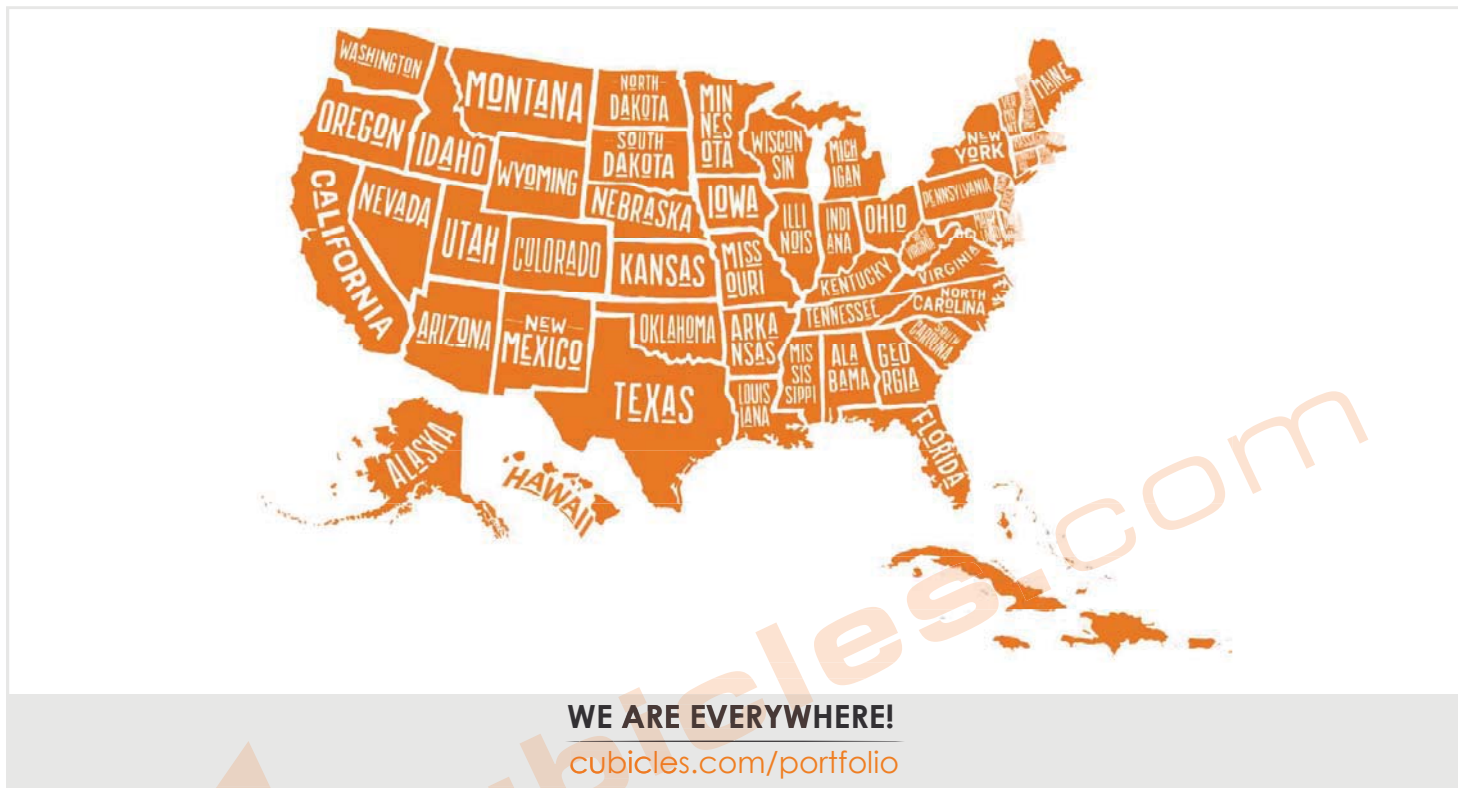 WASHINGTON
MONTANA
NORTH
DAKOTA
MIN
NES
OTA
MAINE
OREGON
IDAHO
SOUTH
DAKOTA
WISCON
SIN
MICH
IGAN
NEW
YORK
WYOMING
CALIFORNIA
NEVADA
NEBRASKA
IOWA
PENNSYLVANIA
UTAH
COLORADO
KANSAS
MISS
OURI
ILLI
NOIS
INDI
ANA
OHIO
KENTUCKY
VIRGINIA
ARIZONA
NEW
MEXICO
OKLAHOMA
ARKA
NSAS
TENNESSEE
NORTH
CAROLINA
SOUTH
CAROLINA
TEXAS
LOUIS
IANA
MIS
SIS
SIPPI
ALA
BAMA
GEO
RGIA
FLORIDA
ALASKA
HAWAII
cubicles.com
WE ARE EVERYWHERE!
cubicles.com/portfolio